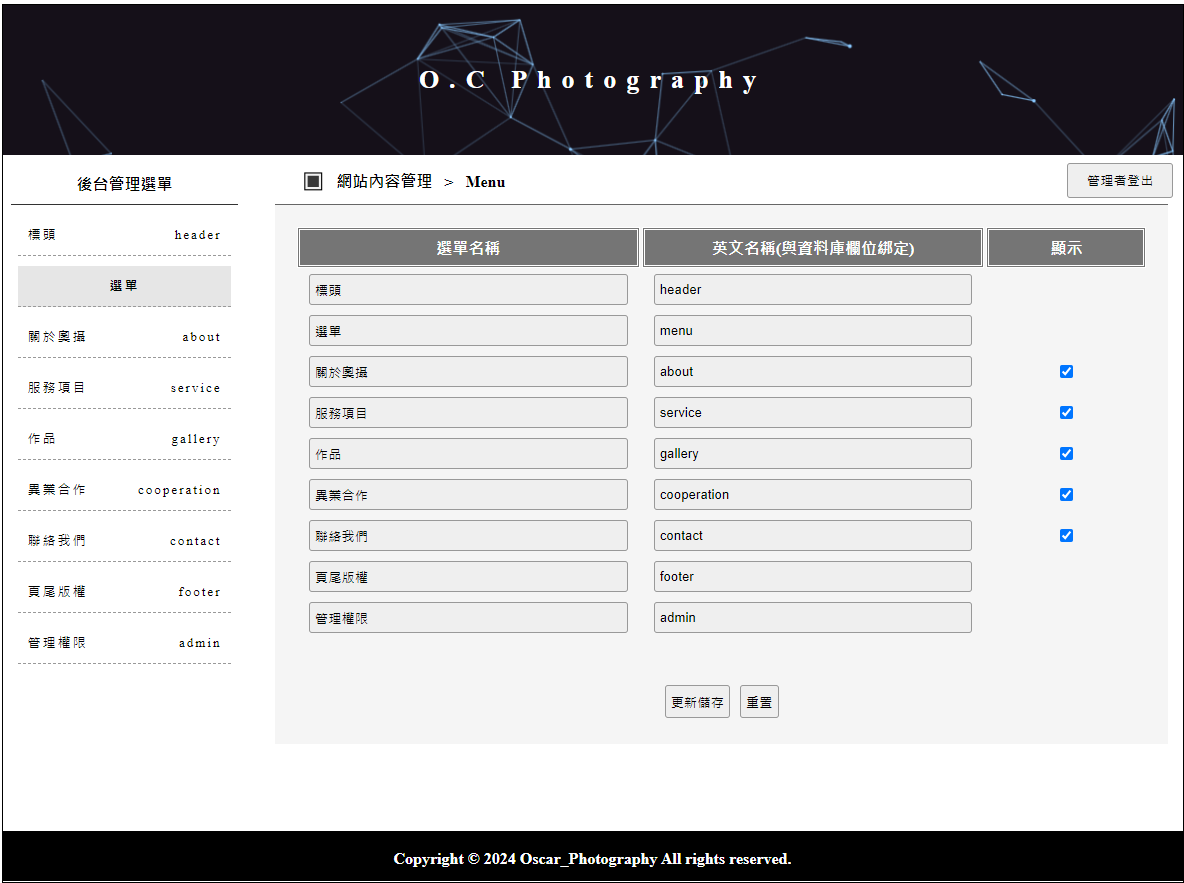 O.C Photography
後台管理選單
網站內容管理 > Menu
管理者登出
標頭 header
選單
關於奧攝 about
服務項目 service
作品 gallery
異業合作 cooperation
聯絡我們 contact
頁尾版權 footer
管理權限 admin
選單名稱 英文名稱(與資料庫欄位綁定) 顯示
標頭 header
選單 menu
關於奧攝 about
服務項目 service
作品 gallery
異業合作 cooperation
聯絡我們 contact
頁尾版權 footer
管理權限 admin
更新儲存 重置
Copyright © 2024 Oscar_Photography All rights reserved.